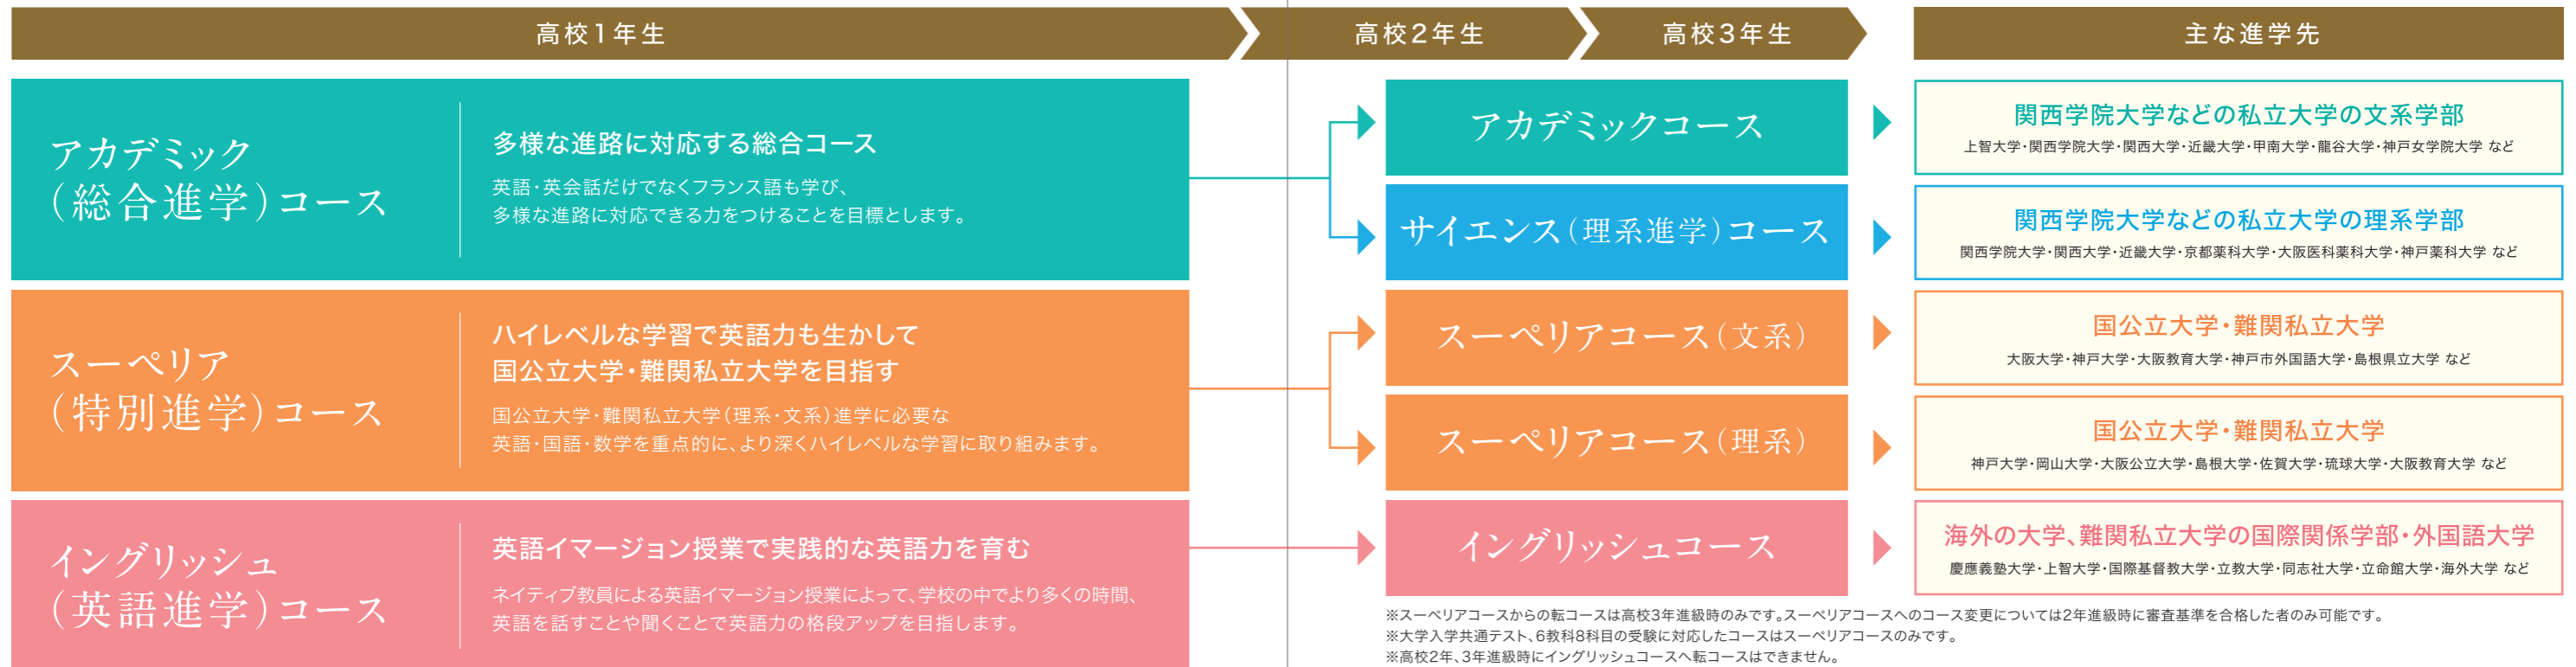 高校1年生
高校2年生
高校3年生
主な進学先
アカデミック
（総合進学）コース
多様な進路に対応する総合コース
英語・英会話だけでなくフランス語も学び、
多様な進路に対応できる力をつけることを目標とします。
アカデミックコース
関西学院大学などの私立大学の文系学部
上智大学・関西学院大学・関西大学・近畿大学・甲南大学・龍谷大学・神戸女学院大学 など
サイエンス（理系進学）コース
関西学院大学などの私立大学の理系学部
関西学院大学・関西大学・近畿大学・京都薬科大学・大阪医科薬科大学・神戸薬科大学 など
スーペリア
（特別進学）コース
ハイレベルな学習で英語力も生かして
国公立大学・難関私立大学を目指す
国公立大学・難関私立大学（理系・文系）進学に必要な
英語・国語・数学を重点的に、より深くハイレベルな学習に取り組みます。
スーペリアコース（文系）
国公立大学・難関私立大学
大阪大学・神戸大学・大阪教育大学・神戸市外国語大学・島根県立大学 など
スーペリアコース（理系）
国公立大学・難関私立大学
神戸大学・岡山大学・大阪公立大学・島根大学・佐賀大学・琉球大学・大阪教育大学 など
イングリッシュ
（英語進学）コース
英語イマージョン授業で実践的な英語力を育む
ネイティブ教員による英語イマージョン授業によって、学校の中でより多くの時間、
英語を話すことや聞くことで英語力の格段アップを目指します。
イングリッシュコース
海外の大学、難関私立大学の国際関係学部・外国語大学
慶應義塾大学・上智大学・国際基督教大学・立教大学・同志社大学・立命館大学・海外大学 など
※スーペリアコースからの転コースは高校3年進級時のみです。スーペリアコースへのコース変更については2年進級時に審査基準を合格した者のみ可能です。
※大学入学共通テスト、6教科8科目の受験に対応したコースはスーペリアコースのみです。
※高校2年、3年進級時にイングリッシュコースへ転コースはできません。